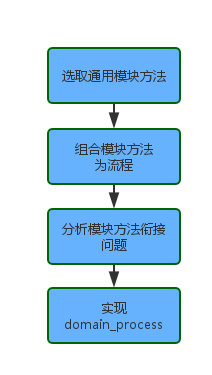 选取通用模块方法
组合模块方法
为流程
分析模块方法衔接
问题
实现
domain_process